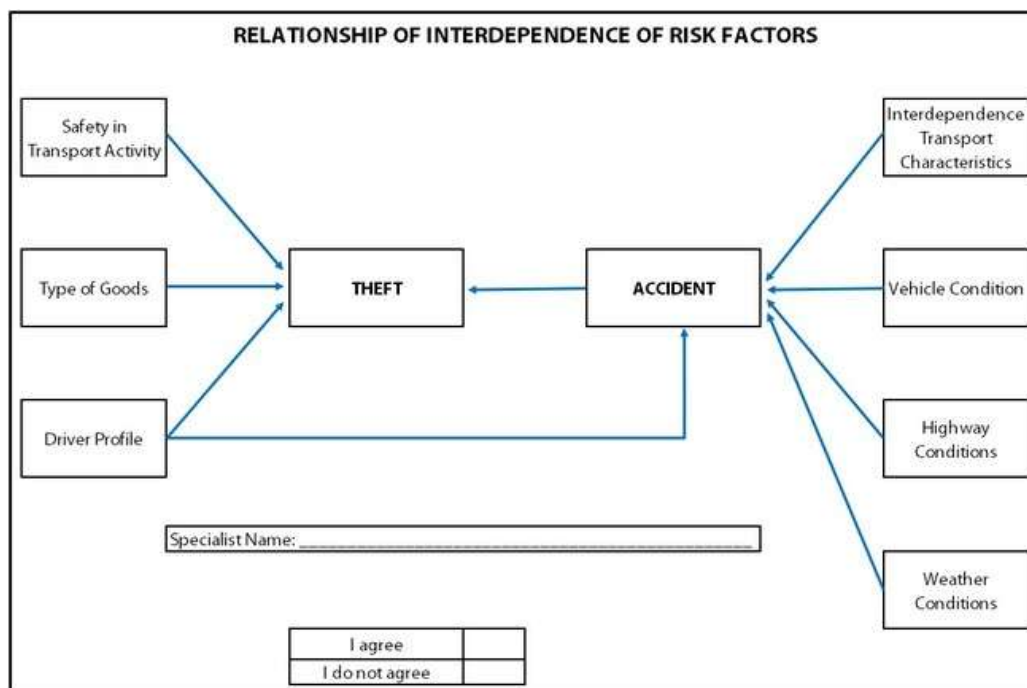 RELATIONSHIP OF INTERDEPENDENCE OF RISK FACTORS
Safety in
Transport Activity
Interdependence
Transport
Characteristics
Type of Goods
THEFT
ACCIDENT
Vehicle Condition
Driver Profile
Highway
Conditions
Specialist Name: ______________________________________________
Weather
Conditions
I agree
I do not agree